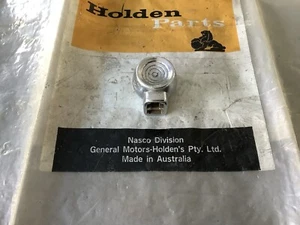 Holden
Parts
Nasco Division
General Motors-Holden's Pty. Ltd.
Made in Australia